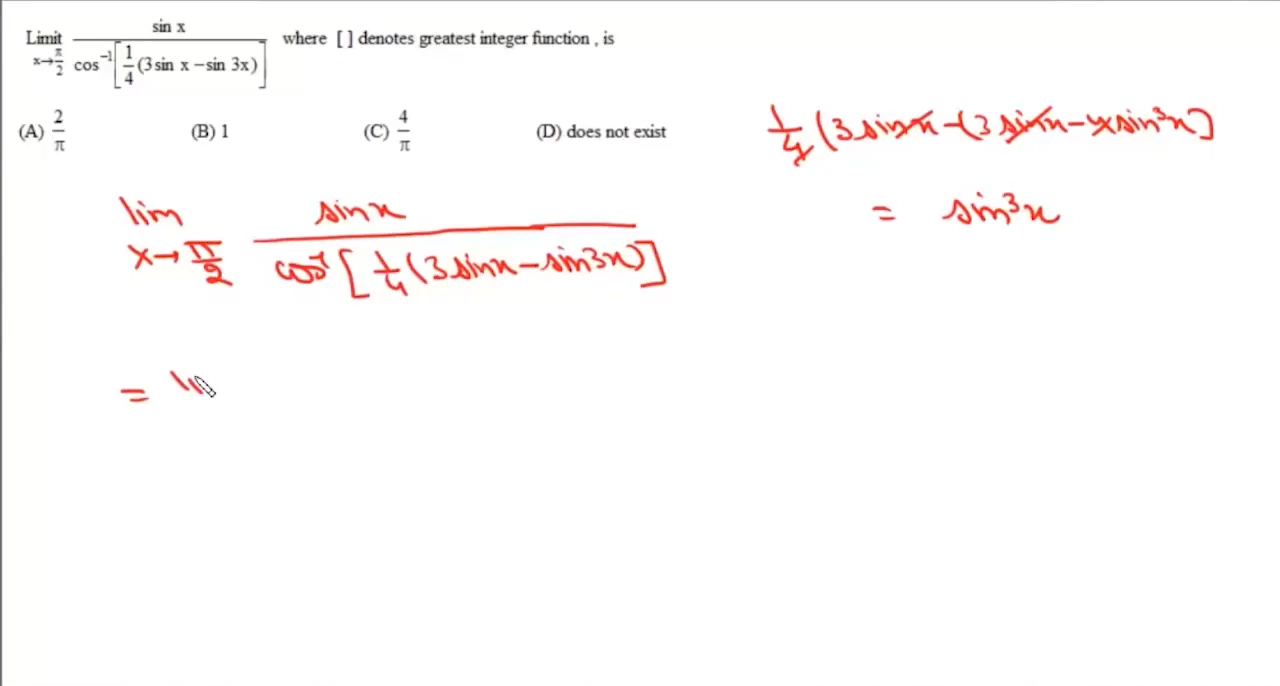 Limit x→π/2 sin x / cos⁻¹[1/4(3 sin x − sin 3x)] where [ ] denotes greatest integer function , is
(A) 2/π (B) 1 (C) 4/π (D) does not exist
1/4 (3 sin x - (3 sin x - 4 sin³x)
= sin³x
lim x→π/2 sin x / cos⁻¹ [1/4 (3 sin x - sin 3x)]
=